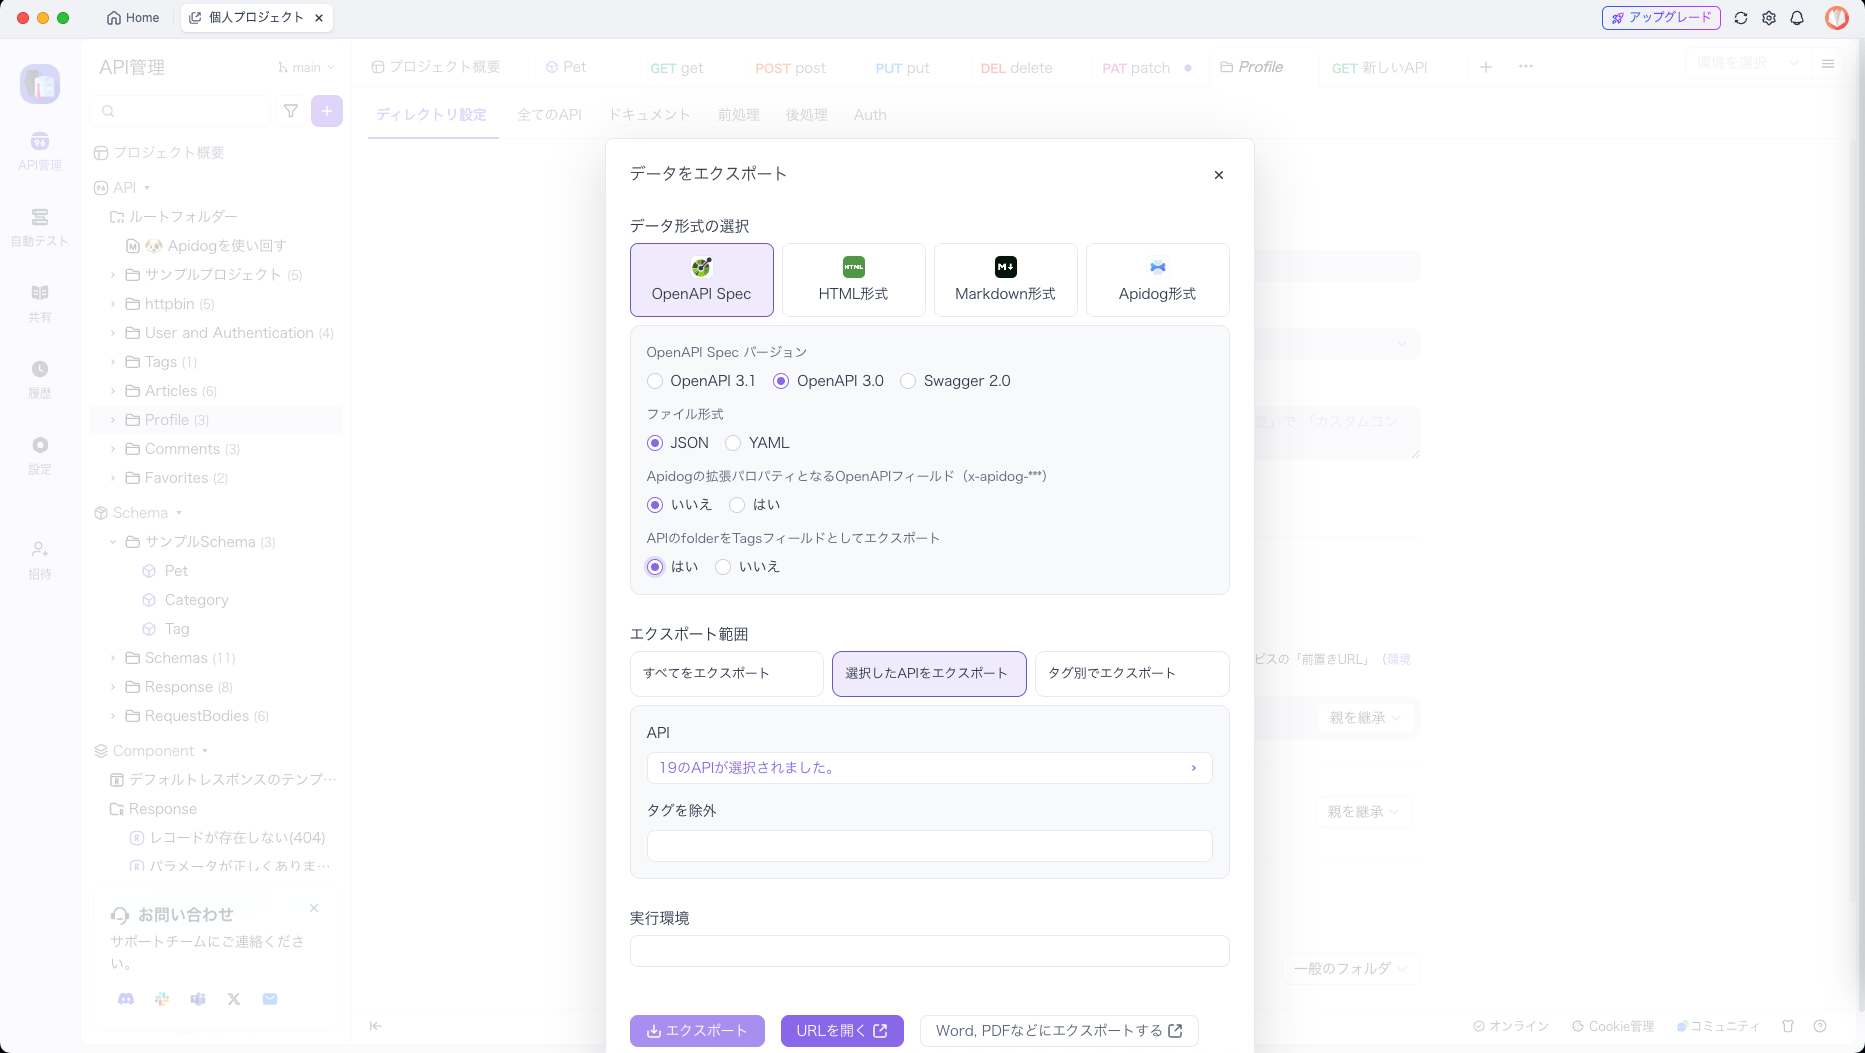 Home
個人プロジェクト
アップグレード
API管理
main
プロジェクト概要
Pet
GET get
POST post
PUT put
DEL delete
PAT patch
Profile
GET 新しいAPI
環境を選択
ディレクトリ設定
全てのAPI
ドキュメント
前処理
後処理
Auth
API管理
自動テスト
共有
履歴
設定
招待
プロジェクト概要
API
ルートフォルダー
Apidogを使い回す
サンプルプロジェクト (5)
httpbin (5)
User and Authentication (4)
Tags (1)
Articles (6)
Profile (3)
Comments (3)
Favorites (2)
Schema
サンプルSchema (3)
Pet
Category
Tag
Schemas (11)
Response (8)
RequestBodies (6)
Component
デフォルトレスポンスのテンプ…
Response
レコードが存在しない(404)
パラメータが正しくありま…
お問い合わせ
サポートチームにご連絡くださ
い。
データをエクスポート
データ形式の選択
OpenAPI Spec
HTML
HTML形式
Markdown形式
Apidog形式
OpenAPI Spec バージョン
OpenAPI 3.1
OpenAPI 3.0
Swagger 2.0
ファイル形式
JSON
YAML
Apidogの拡張パロパティとなるOpenAPIフィールド（x-apidog-***）
いいえ
はい
APIのfolderをTagsフィールドとしてエクスポート
はい
いいえ
エクスポート範囲
すべてをエクスポート
選択したAPIをエクスポート
タグ別でエクスポート
API
19のAPIが選択されました。
タグを除外
実行環境
エクスポート
URLを開く
Word, PDFなどにエクスポートする
定」で 「カスタムコン
ビスの「前置きURL」（環境
親を継承
親を継承
一般のフォルダ
オンライン
Cookie管理
コミュニティ